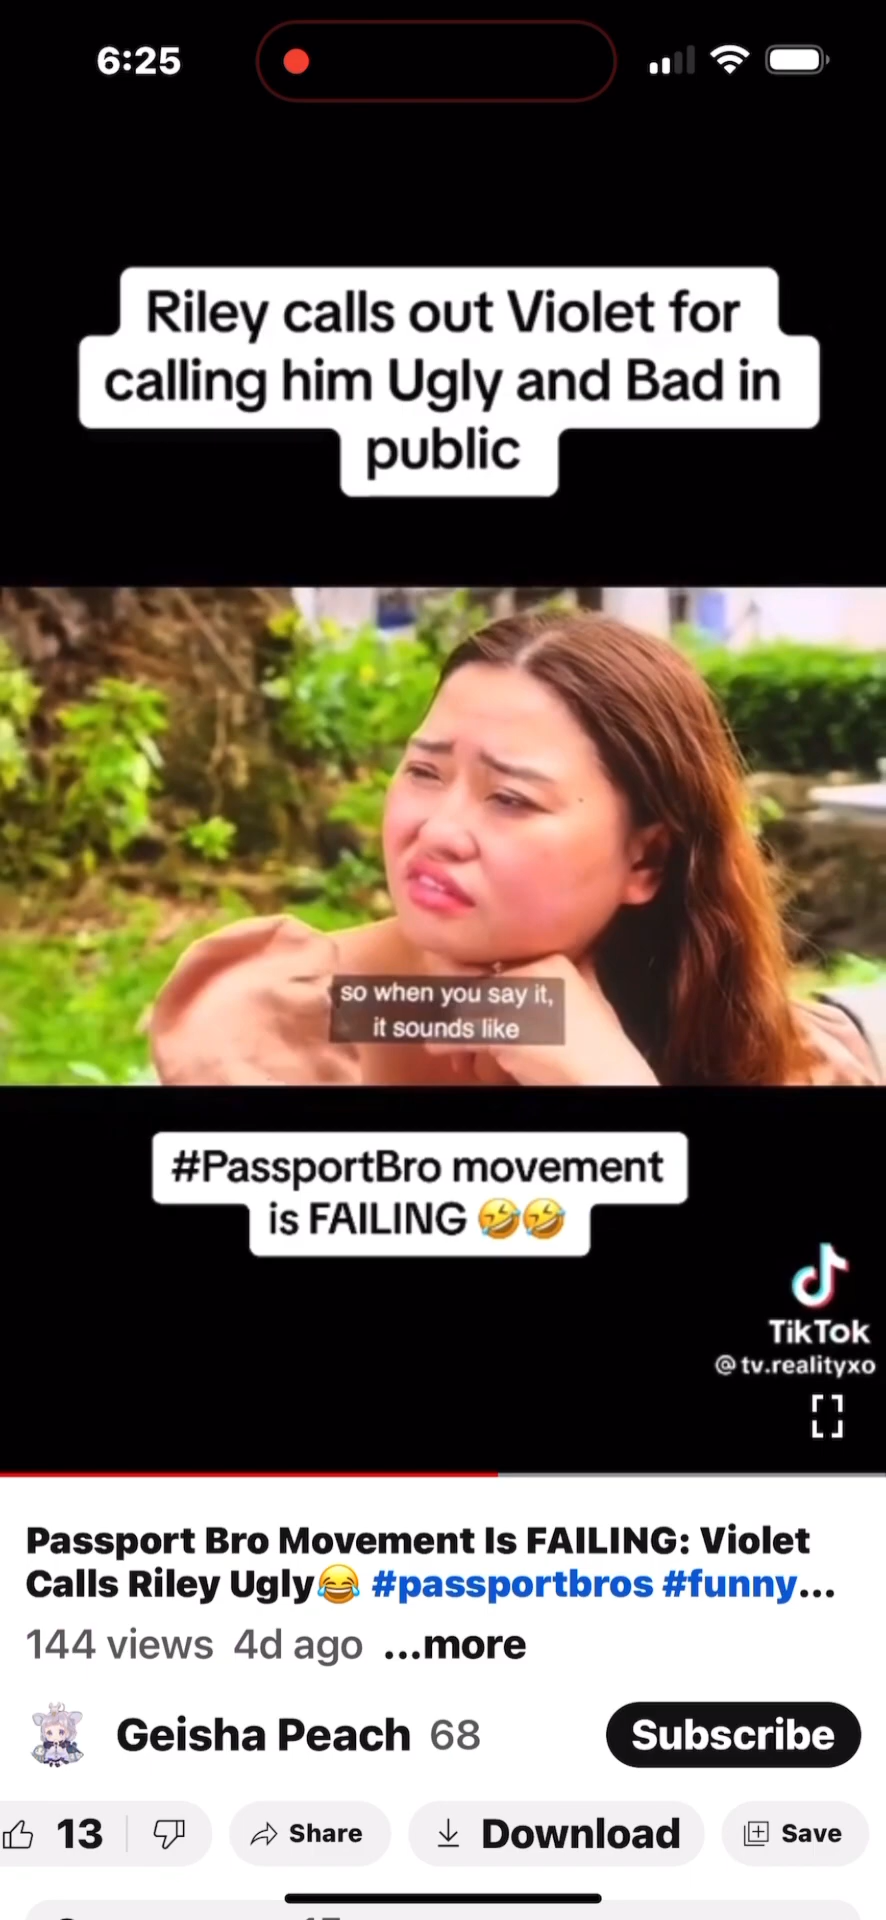 6:25
Riley calls out Violet for
calling him Ugly and Bad in
public
so when you say it,
it sounds like
#PassportBro movement
is FAILING 🤣🤣
TikTok
@tv.realityxo
Passport Bro Movement Is FAILING: Violet
Calls Riley Ugly😂 #passportbros #funny...
144 views 4d ago ...more
Geisha Peach 68
Subscribe
13
Share
Download
Save